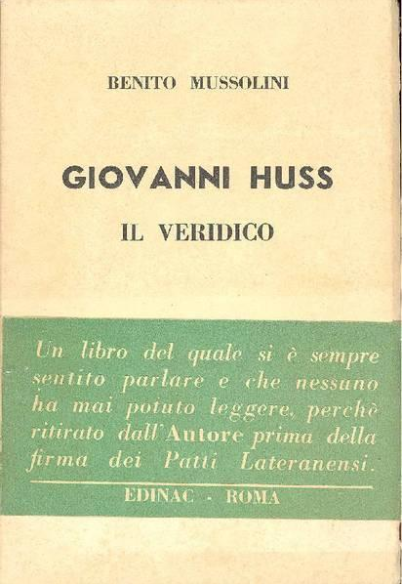 BENITO MUSSOLINI
GIOVANNI HUSS
IL VERIDICO
Un libro del quale si è sempre
sentito parlare e che nessuno
ha mai potuto leggere, perchè
ritirato dall'Autore prima della
firma dei Patti Lateranensi.
EDINAC - ROMA